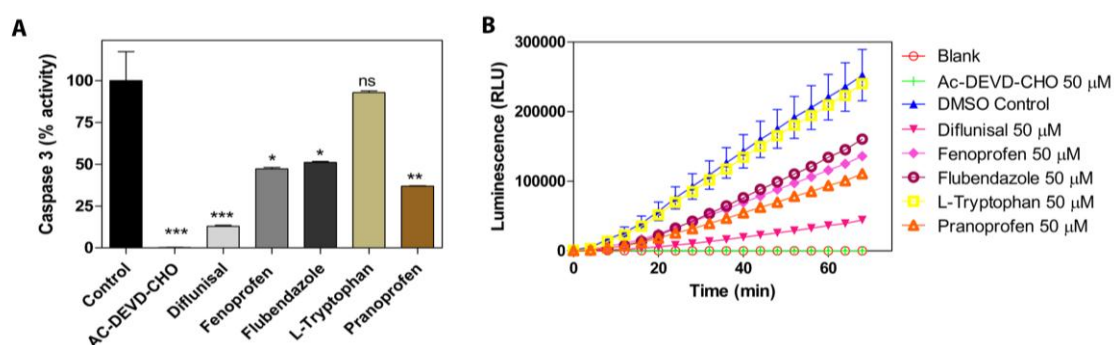 A
Caspase 3 (% activity)
100
75
50
25
0
***
***
*
*
ns
**
Control
AC-DEVD-CHO
Diflunisal
Fenoprofen
Flubendazole
L-Tryptophan
Pranoprofen
B
Luminescence (RLU)
300000
200000
100000
0
0
20
40
60
Time (min)
Blank
Ac-DEVD-CHO 50 μM
DMSO Control
Diflunisal 50 μM
Fenoprofen 50 μM
Flubendazole 50 μM
L-Tryptophan 50 μM
Pranoprofen 50 μM